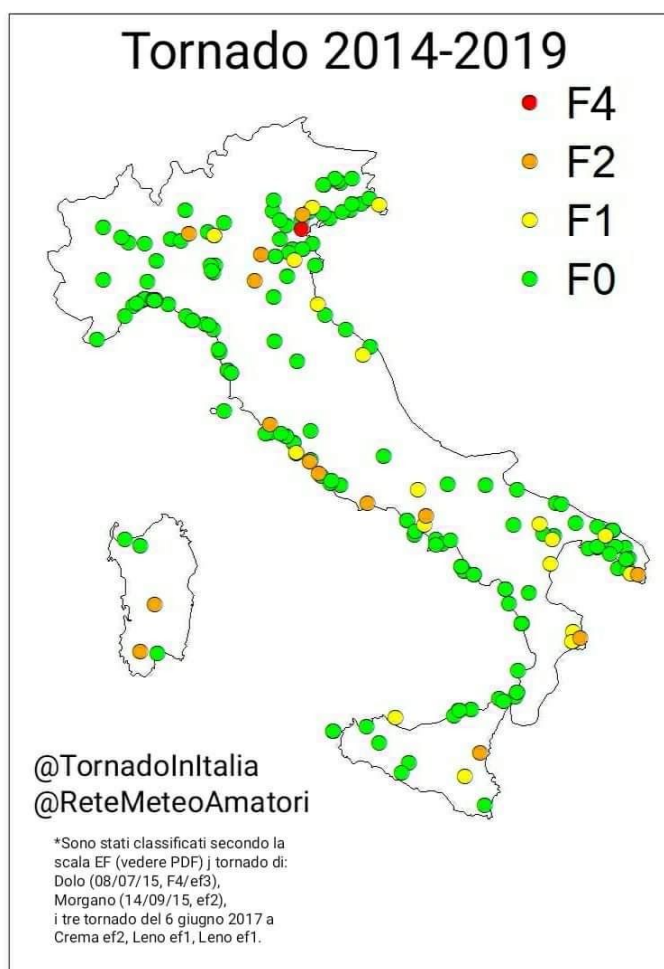 Tornado 2014-2019
F4
F2
F1
F0
@TornadoInItalia
@ReteMeteoAmatori
*Sono stati classificati secondo la
scala EF (vedere PDF) j tornado di:
Dolo (08/07/15, F4/ef3),
Morgano (14/09/15, ef2),
i tre tornado del 6 giugno 2017 a
Crema ef2, Leno ef1, Leno ef1.